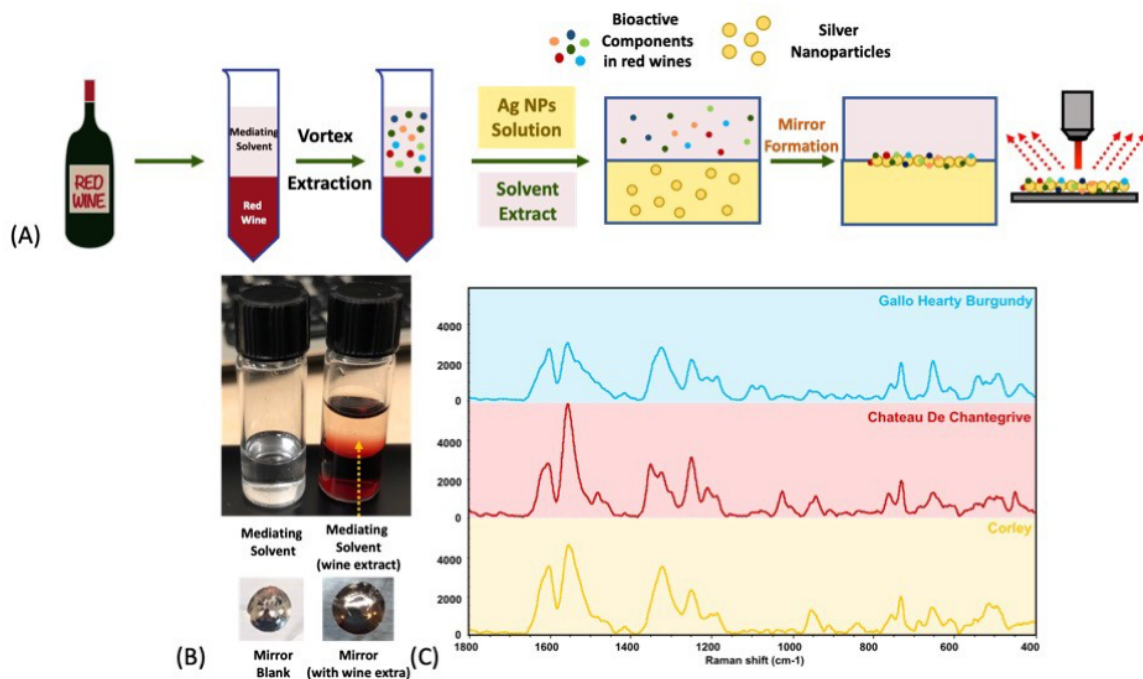 Bioactive
Components
in red wines
Silver
Nanoparticles
RED
WINE
Mediating
Solvent
Red
Wine
Vortex
Extraction
Ag NPs
Solution
Solvent
Extract
Mirror
Formation
(A)
Mediating
Solvent
Mediating
Solvent
(wine extract)
Mirror
Blank
Mirror
(with wine extra)
(B)
(C)
Gallo Hearty Burgundy
4000
2000
0
Chateau De Chantegrive
4000
2000
0
Corley
4000
2000
0
1800 1600 1400 1200 1000 800 600 400
Raman shift (cm-1)